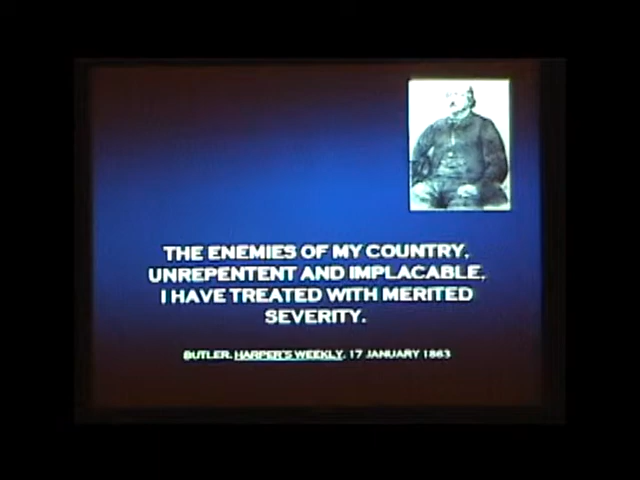 THE ENEMIES OF MY COUNTRY,
UNREPENTENT AND IMPLACABLE,
I HAVE TREATED WITH MERITED
SEVERITY.
BUTLER, HARPER'S WEEKLY, 17 JANUARY 1863